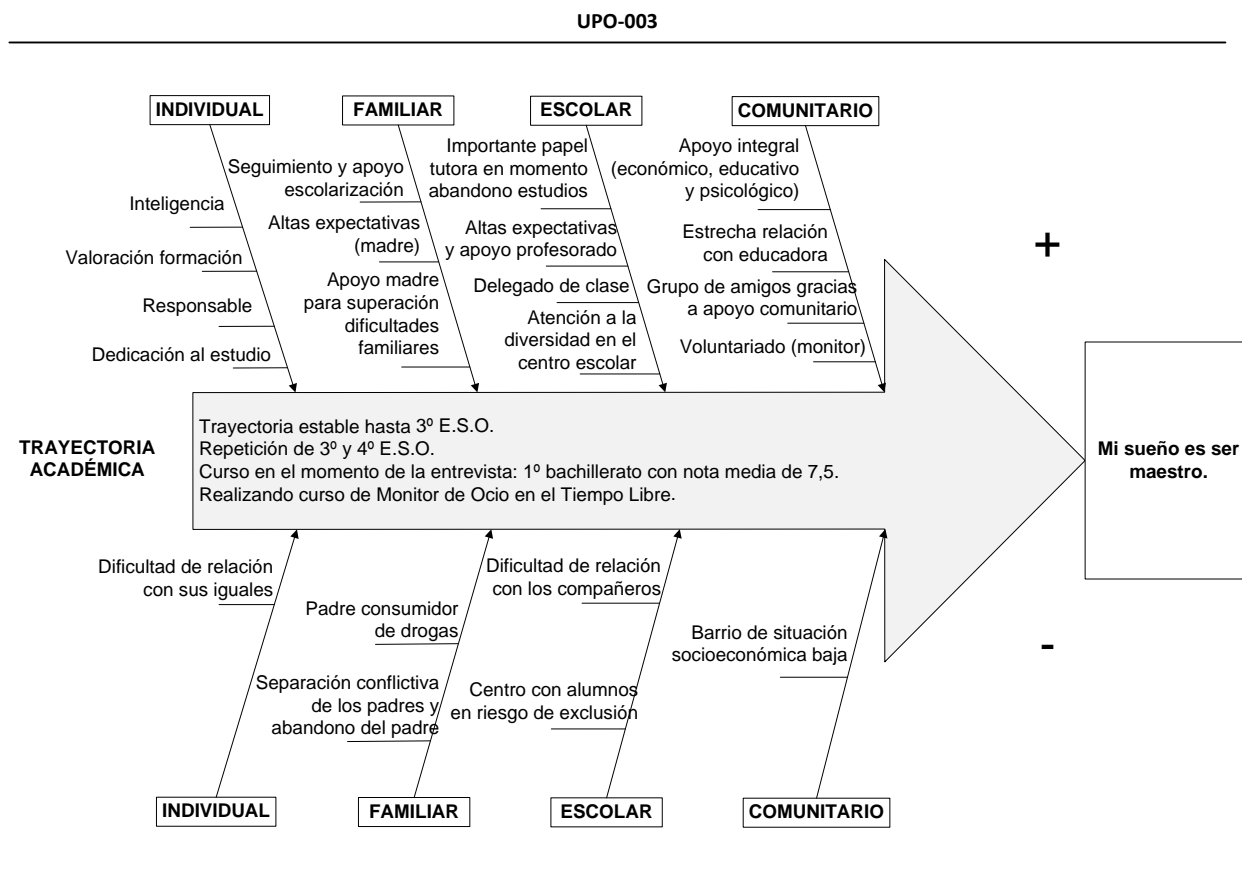 UPO-003
INDIVIDUAL
FAMILIAR
ESCOLAR
COMUNITARIO
Inteligencia
Valoración formación
Responsable
Dedicación al estudio
Seguimiento y apoyo
escolarización
Altas expectativas
(madre)
Apoyo madre
para superación
dificultades
familiares
Importante papel
tutora en momento
abandono estudios
Altas expectativas
y apoyo profesorado
Delegado de clase
Atención a la
diversidad en el
centro escolar
Apoyo integral
(económico, educativo
y psicológico)
Estrecha relación
con educadora
Grupo de amigos gracias
a apoyo comunitario
Voluntariado (monitor)
+
TRAYECTORIA
ACADÉMICA
Trayectoria estable hasta 3º E.S.O.
Repetición de 3º y 4º E.S.O.
Curso en el momento de la entrevista: 1º bachillerato con nota media de 7,5.
Realizando curso de Monitor de Ocio en el Tiempo Libre.
Mi sueño es ser
maestro.
Dificultad de relación
con sus iguales
Padre consumidor
de drogas
Separación conflictiva
de los padres y
abandono del padre
Dificultad de relación
con los compañeros
Centro con alumnos
en riesgo de exclusión
Barrio de situación
socioeconómica baja
-
INDIVIDUAL
FAMILIAR
ESCOLAR
COMUNITARIO